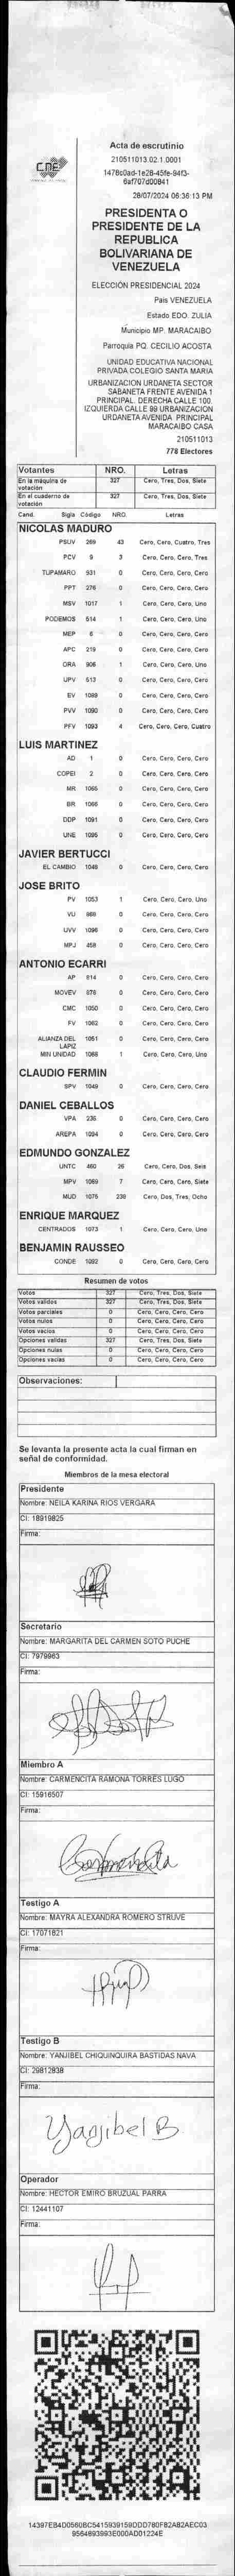 CNE
Acta de escrutinio
210511013.02.1.0001
28/07/2024 06:36:13 PM
PRESIDENTA O
PRESIDENTE DE LA
REPUBLICA
BOLIVARIANA DE
VENEZUELA
ELECCIÓN PRESIDENCIAL 2024
Pais VENEZUELA
Estado EDO. ZULIA
Municipio MP. MARACAIBO
Parroquia PQ. CECILIO ACOSTA
UNIDAD EDUCATIVA NACIONAL
PRIVADA COLEGIO SANTA MARIA
URBANIZACION URDANETA SECTOR
SABANETA FRENTE AVENIDA 1
PRINCIPAL. DERECHA CALLE 100.
IZQUIERDA CALLE 99 URBANIZACION
URDANETA AVENIDA PRINCIPAL
MARACAIBO CASA
210511013
778 Electores
Votantes NRO. Letras
En la máquina de votación 327 Cero, Tres, Dos, Siete
En el cuaderno de votación 327 Cero, Tres, Dos, Siete
Cand. Sigla Código NRO. Letras
NICOLAS MADURO
PSUV 269 43 Cero, Cero, Cuatro, Tres
PCV 9 3 Cero, Cero, Cero, Tres
TUPAMARO 931 0 Cero, Cero, Cero, Cero
PPT 276 0 Cero, Cero, Cero, Cero
MSV 1017 1 Cero, Cero, Cero, Uno
PODEMOS 514 1 Cero, Cero, Cero, Uno
MEP 6 0 Cero, Cero, Cero, Cero
APC 219 0 Cero, Cero, Cero, Cero
ORA 906 1 Cero, Cero, Cero, Uno
UPV 513 0 Cero, Cero, Cero, Cero
EV 1089 0 Cero, Cero, Cero, Cero
PVV 1090 0 Cero, Cero, Cero, Cero
PFV 1093 4 Cero, Cero, Cero, Cuatro
LUIS MARTINEZ
AD 1 0 Cero, Cero, Cero, Cero
COPEI 2 0 Cero, Cero, Cero, Cero
MR 1065 0 Cero, Cero, Cero, Cero
BR 1066 0 Cero, Cero, Cero, Cero
DDP 1091 0 Cero, Cero, Cero, Cero
UNE 1095 0 Cero, Cero, Cero, Cero
JAVIER BERTUCCI
EL CAMBIO 1048 0 Cero, Cero, Cero, Cero
JOSE BRITO
PV 1053 1 Cero, Cero, Cero, Uno
VU 868 0 Cero, Cero, Cero, Cero
UVV 1096 0 Cero, Cero, Cero, Cero
MPJ 458 0 Cero, Cero, Cero, Cero
ANTONIO ECARRI
AP 814 0 Cero, Cero, Cero, Cero
MOVEV 876 0 Cero, Cero, Cero, Cero
CMC 1050 0 Cero, Cero, Cero, Cero
FV 1062 0 Cero, Cero, Cero, Cero
ALIANZA DEL LAPIZ 1051 0 Cero, Cero, Cero, Cero
MIN UNIDAD 1068 1 Cero, Cero, Cero, Uno
CLAUDIO FERMIN
SPV 1049 0 Cero, Cero, Cero, Cero
DANIEL CEBALLOS
VPA 236 0 Cero, Cero, Cero, Cero
AREPA 1094 0 Cero, Cero, Cero, Cero
EDMUNDO GONZALEZ
UNTC 460 26 Cero, Cero, Dos, Seis
MPV 1069 7 Cero, Cero, Cero, Siete
MUD 1075 238 Cero, Dos, Tres, Ocho
ENRIQUE MARQUEZ
CENTRADOS 1073 1 Cero, Cero, Cero, Uno
BENJAMIN RAUSSEO
CONDE 1092 0 Cero, Cero, Cero, Cero
Resumen de votos
Votos 327 Cero, Tres, Dos, Siete
Votos validos 327 Cero, Tres, Dos, Siete
Votos parciales 0 Cero, Cero, Cero, Cero
Votos nulos 0 Cero, Cero, Cero, Cero
Votos vacios 0 Cero, Cero, Cero, Cero
Opciones validas 327 Cero, Tres, Dos, Siete
Opciones nulas 0 Cero, Cero, Cero, Cero
Opciones vacias 0 Cero, Cero, Cero, Cero
Observaciones:
Se levanta la presente acta la cual firman en
señal de conformidad.
Miembros de la mesa electoral
Presidente
Nombre: NEILA KARINA RIOS VERGARA
CI: 18919825
Firma:
Secretario
Nombre: MARGARITA DEL CARMEN SOTO PUCHE
CI: 7979963
Firma:
Miembro A
Nombre: CARMENCITA RAMONA TORRES LUGO
CI: 15916507
Firma:
Carmencita
Testigo A
Nombre: MAYRA ALEXANDRA ROMERO STRUVE
CI: 17071821
Firma:
Testigo B
Nombre: YANJIBEL CHIQUINQUIRA BASTIDAS NAVA
CI: 29812838
Firma:
Yanjibel B
Operador
Nombre: HECTOR EMIRO BRUZUAL PARRA
CI: 12441107
Firma: